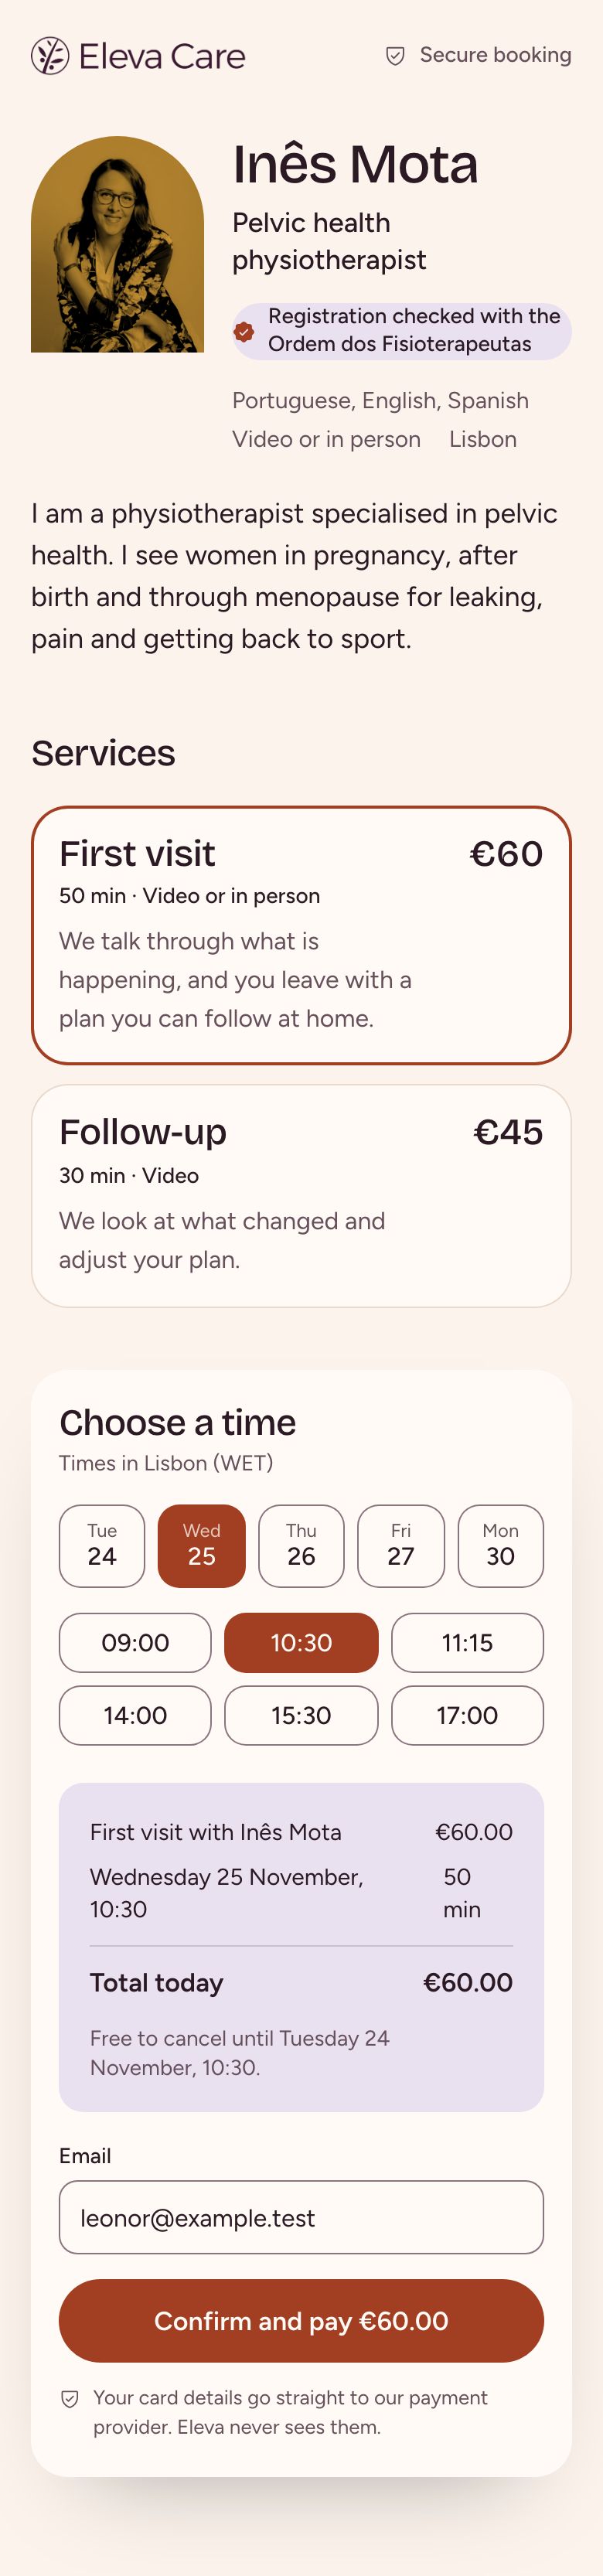 Eleva Care
Secure booking
Inês Mota
Pelvic health
physiotherapist
Registration checked with the
Ordem dos Fisioterapeutas
Portuguese, English, Spanish
Video or in person Lisbon
I am a physiotherapist specialised in pelvic
health. I see women in pregnancy, after
birth and through menopause for leaking,
pain and getting back to sport.
Services
First visit €60
50 min · Video or in person
We talk through what is
happening, and you leave with a
plan you can follow at home.
Follow-up €45
30 min · Video
We look at what changed and
adjust your plan.
Choose a time
Times in Lisbon (WET)
Tue Wed Thu Fri Mon
24 25 26 27 30
09:00 10:30 11:15
14:00 15:30 17:00
First visit with Inês Mota €60.00
Wednesday 25 November, 50
10:30 min
Total today €60.00
Free to cancel until Tuesday 24
November, 10:30.
Email
leonor@example.test
Confirm and pay €60.00
Your card details go straight to our payment
provider. Eleva never sees them.